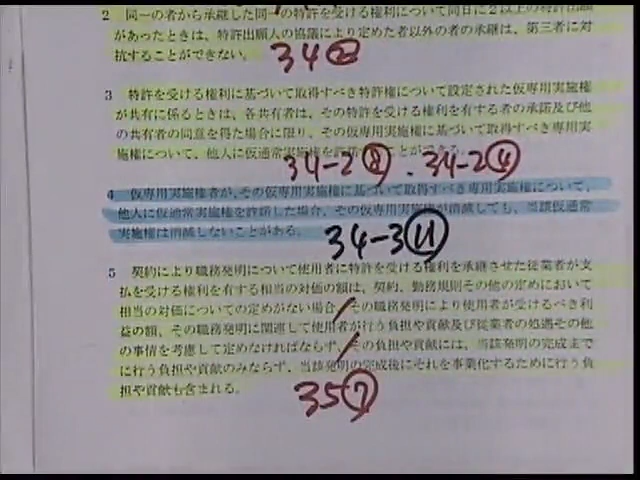 2 同一の者から承継した同一の特許を受ける権利について同日に2以上の特許出願
があったときは、特許出願人の協議により定めた者以外の者の承継は、第三者に対
抗することができない。
34②
3 特許を受ける権利に基づいて取得すべき特許権について設定された仮専用実施権
が共有に係るときは、各共有者は、その特許を受ける権利を有する者の承諾及び他
の共有者の同意を得た場合に限り、その仮専用実施権に基づいて取得すべき専用実
施権について、他人に仮通常実施権を許諾することができる。
34-2⑧ . 34-2④
4 仮専用実施権者が、その仮専用実施権に基づいて取得すべき専用実施権について、
他人に仮通常実施権を許諾した場合、その仮専用実施権が消滅しても、当該仮通常
実施権は消滅しないことがある。
34-3⑪
5 契約により職務発明について使用者に特許を受ける権利を承継させた従業者が支
払を受ける権利を有する相当の対価の額は、契約、勤務規則その他の定めにおいて
相当の対価についての定めがない場合、その職務発明により使用者が受けるべき利
益の額、その職務発明に関連して使用者が行う負担や貢献及び従業者の処遇その他
の事情を考慮して定めなければならず、その負担や貢献には、当該発明の完成まで
に行う負担や貢献のみならず、当該発明の完成後にそれを事業化するために行う負
担や貢献も含まれる。
35⑦